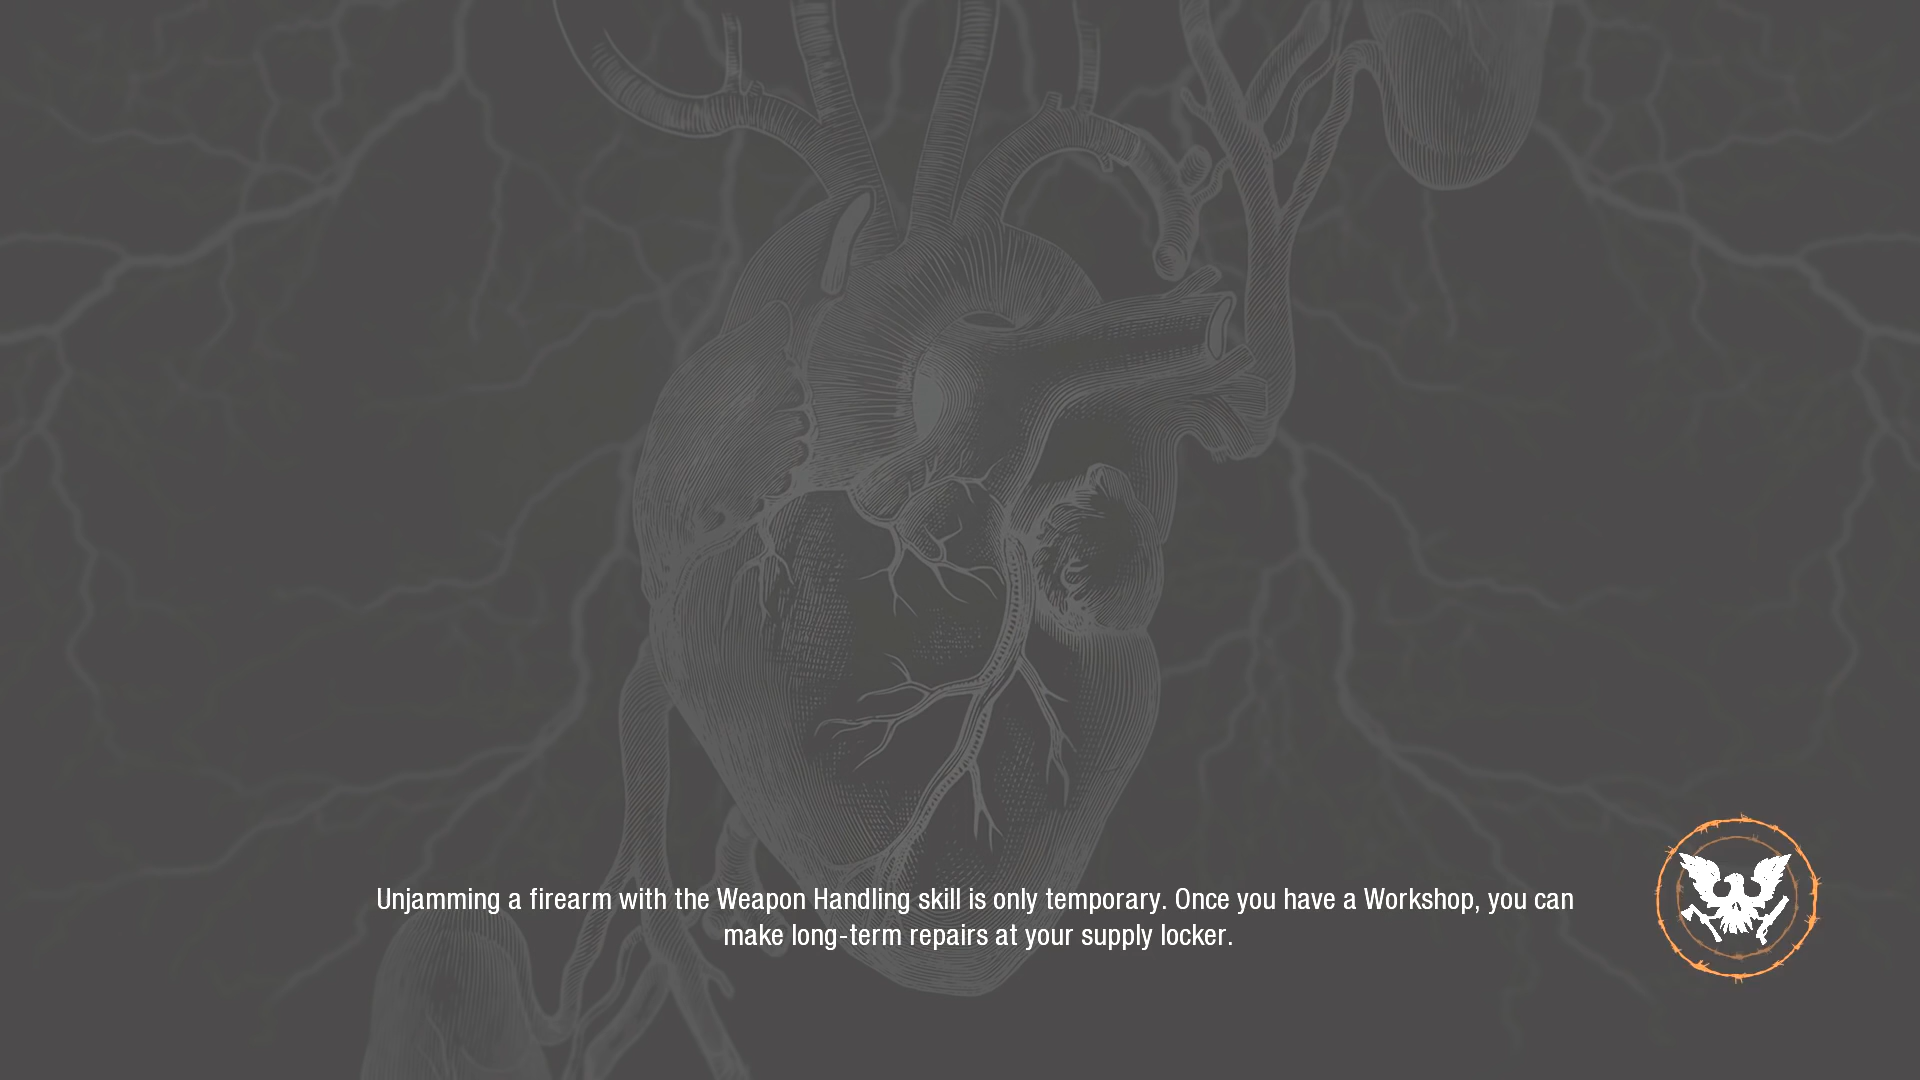 Unjamming a firearm with the Weapon Handling skill is only temporary. Once you have a Workshop, you can
make long-term repairs at your supply locker.